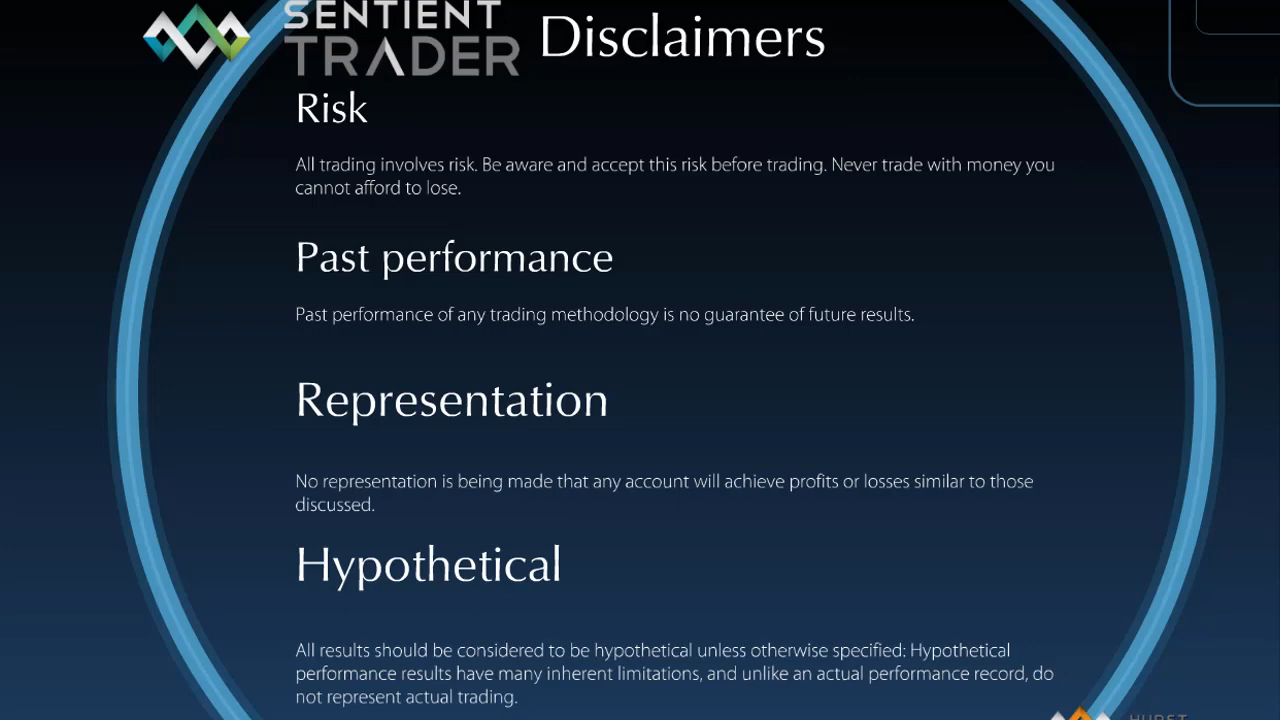 SENTIENT
TRADER
Disclaimers
Risk
All trading involves risk. Be aware and accept this risk before trading. Never trade with money you
cannot afford to lose.
Past performance
Past performance of any trading methodology is no guarantee of future results.
Representation
No representation is being made that any account will achieve profits or losses similar to those
discussed.
Hypothetical
All results should be considered to be hypothetical unless otherwise specified: Hypothetical
performance results have many inherent limitations, and unlike an actual performance record, do
not represent actual trading.
HURST